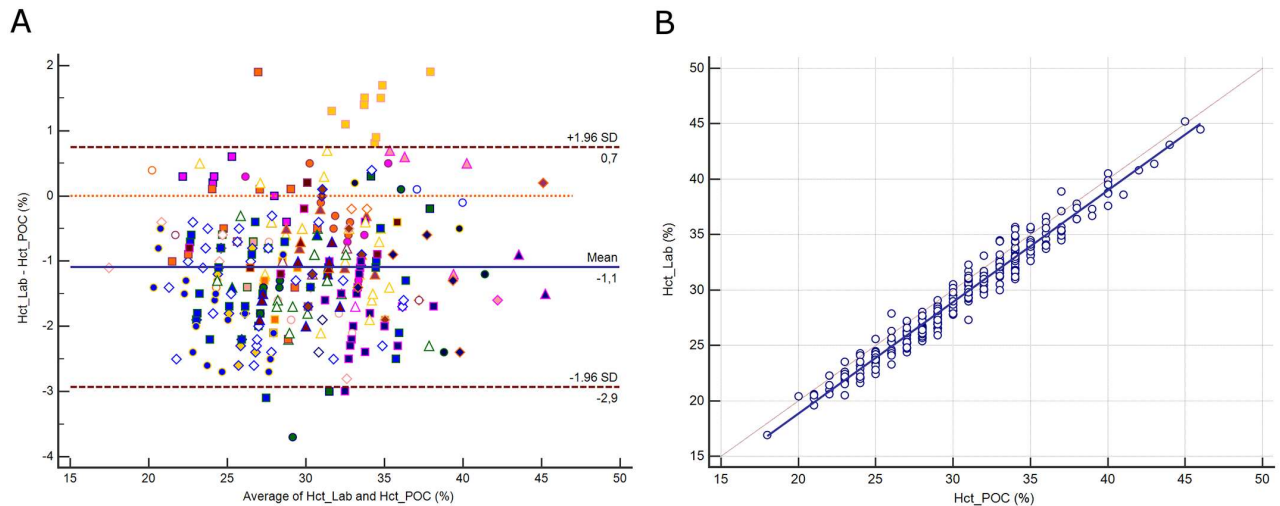 A
2
1
0
-1
-2
-3
-4
Hct_Lab - Hct_POC (%)
+1.96 SD
0,7
Mean
-1,1
-1.96 SD
-2,9
15 20 25 30 35 40 45 50
Average of Hct_Lab and Hct_POC (%)
B
50
45
40
35
30
25
20
15
Hct_Lab (%)
15 20 25 30 35 40 45 50
Hct_POC (%)